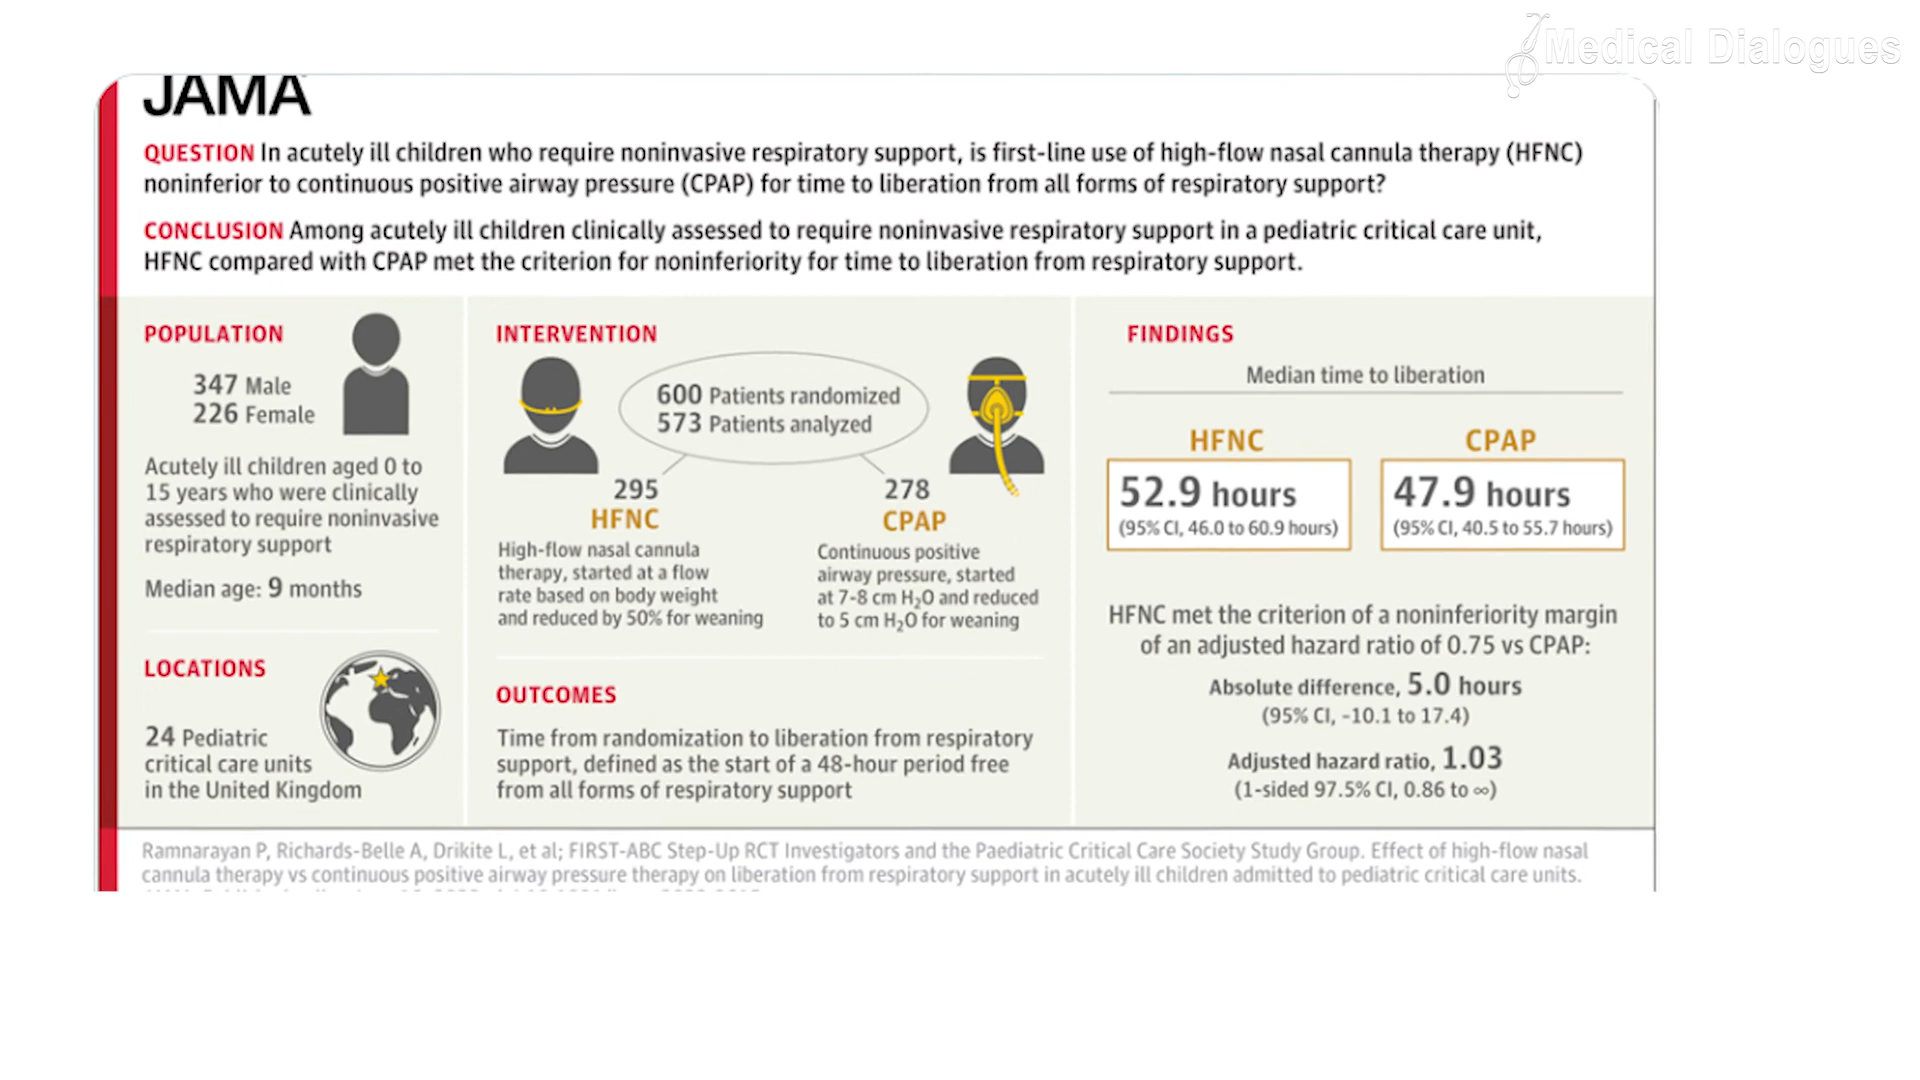 Medical Dialogues
JAMA
QUESTION In acutely ill children who require noninvasive respiratory support, is first-line use of high-flow nasal cannula therapy (HFNC)
noninferior to continuous positive airway pressure (CPAP) for time to liberation from all forms of respiratory support?
CONCLUSION Among acutely ill children clinically assessed to require noninvasive respiratory support in a pediatric critical care unit,
HFNC compared with CPAP met the criterion for noninferiority for time to liberation from respiratory support.
POPULATION
347 Male
226 Female
Acutely ill children aged 0 to
15 years who were clinically
assessed to require noninvasive
respiratory support
Median age: 9 months
LOCATIONS
24 Pediatric
critical care units
in the United Kingdom
INTERVENTION
600 Patients randomized
573 Patients analyzed
295
HFNC
High-flow nasal cannula
therapy, started at a flow
rate based on body weight
and reduced by 50% for weaning
278
CPAP
Continuous positive
airway pressure, started
at 7-8 cm H₂O and reduced
to 5 cm H₂O for weaning
OUTCOMES
Time from randomization to liberation from respiratory
support, defined as the start of a 48-hour period free
from all forms of respiratory support
FINDINGS
Median time to liberation
HFNC
52.9 hours
(95% CI, 46.0 to 60.9 hours)
CPAP
47.9 hours
(95% CI, 40.5 to 55.7 hours)
HFNC met the criterion of a noninferiority margin
of an adjusted hazard ratio of 0.75 vs CPAP:
Absolute difference, 5.0 hours
(95% CI, -10.1 to 17.4)
Adjusted hazard ratio, 1.03
(1-sided 97.5% CI, 0.86 to ∞)
Ramnarayan P, Richards-Belle A, Drikite L, et al; FIRST-ABC Step-Up RCT Investigators and the Paediatric Critical Care Society Study Group. Effect of high-flow nasal
cannula therapy vs continuous positive airway pressure therapy on liberation from respiratory support in acutely ill children admitted to pediatric critical care units.